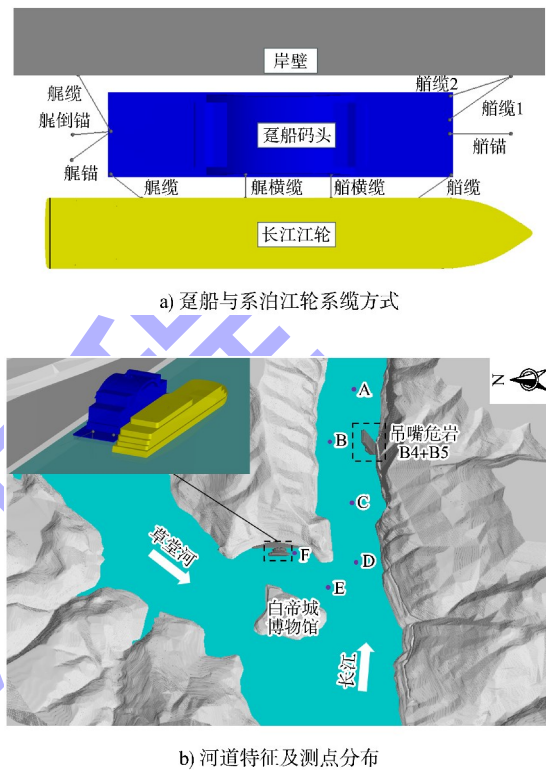 岸壁
艉缆
艏缆2
艏缆1
艉倒锚
趸船码头
艏锚
艉锚
艉缆
艉横缆
艏横缆
艏缆
长江江轮
a) 趸船与系泊江轮系缆方式
N
A
吊嘴危岩
B4+B5
B
C
草堂河
F
D
E
白帝城
博物馆
长江
b) 河道特征及测点分布